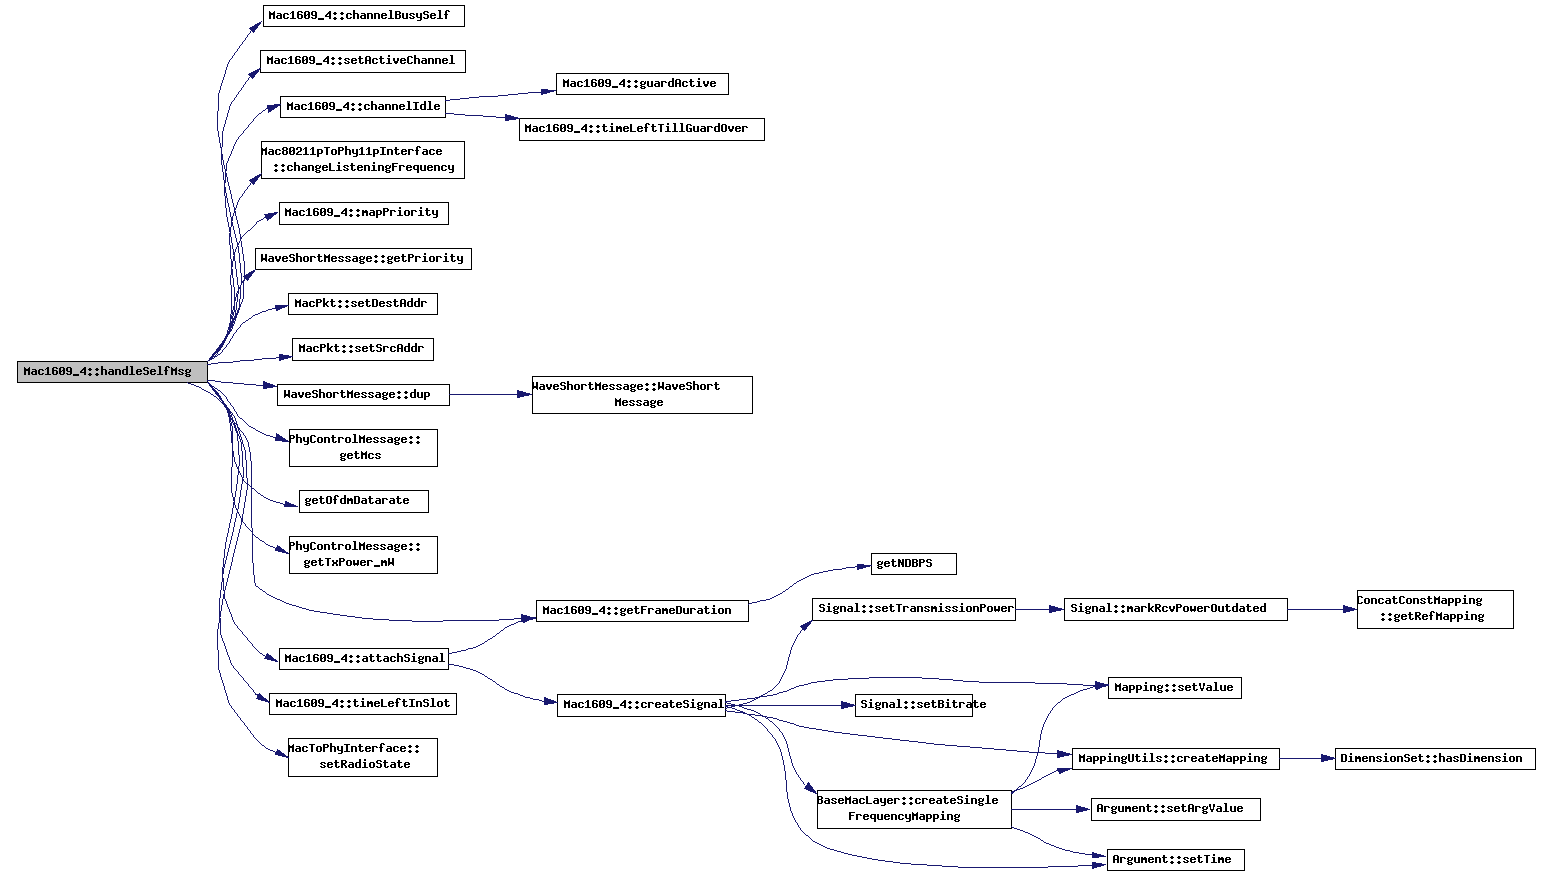 Mac1609_4::handleSelfMsg
Mac1609_4::channelBusySelf
Mac1609_4::setActiveChannel
Mac1609_4::channelIdle
Mac1609_4::guardActive
Mac1609_4::timeLeftTillGuardOver
Mac80211pToPhy11pInterface
::changeListeningFrequency
Mac1609_4::mapPriority
WaveShortMessage::getPriority
MacPkt::setDestAddr
MacPkt::setSrcAddr
WaveShortMessage::dup
WaveShortMessage::WaveShort
Message
PhyControlMessage::
getMcs
getOfdmDatarate
PhyControlMessage::
getTxPower_mW
Mac1609_4::getFrameDuration
getNDBPS
Mac1609_4::attachSignal
Mac1609_4::createSignal
Signal::setTransmissionPower
Signal::markRcvPowerOutdated
ConcatConstMapping
::getRefMapping
Mapping::setValue
Signal::setBitrate
MappingUtils::createMapping
DimensionSet::hasDimension
BaseMacLayer::createSingle
FrequencyMapping
Argument::setArgValue
Argument::setTime
Mac1609_4::timeLeftInSlot
MacToPhyInterface::
setRadioState